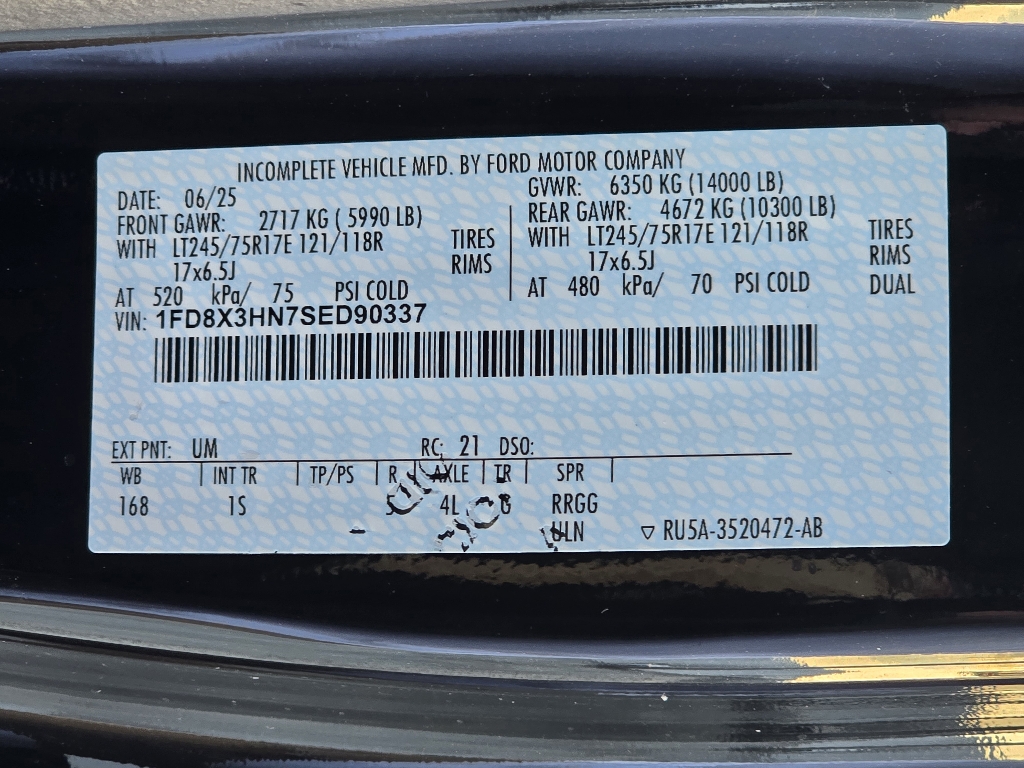 INCOMPLETE VEHICLE MFD. BY FORD MOTOR COMPANY
DATE: 06/25 GVWR: 6350 KG (14000 LB)
FRONT GAWR: 2717 KG ( 5990 LB) REAR GAWR: 4672 KG (10300 LB)
WITH LT245/75R17E 121/118R TIRES WITH LT245/75R17E 121/118R TIRES
17x6.5J RIMS 17x6.5J RIMS
AT 520 kPa/ 75 PSI COLD AT 480 kPa/ 70 PSI COLD DUAL
VIN: 1FD8X3HN7SED90337
EXT PNT: UM RC: 21 DSO:
WB INT TR TP/PS R AXLE TR SPR
168 1S 4L RRGG
ULN RU5A-3520472-AB